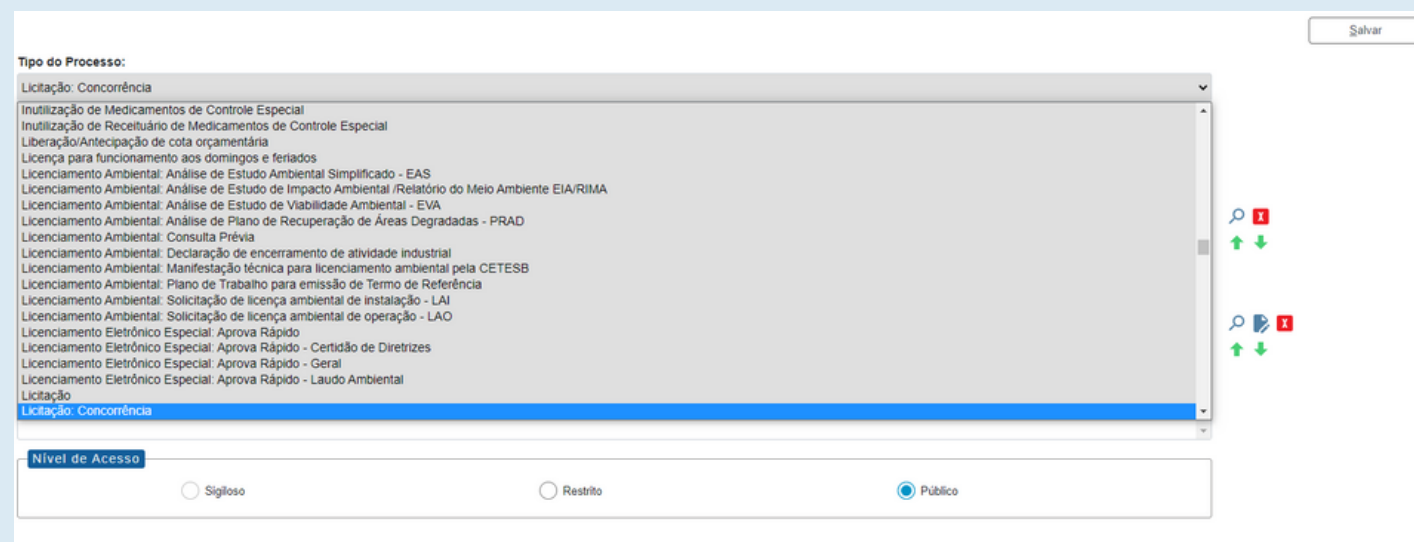 Salvar
Tipo do Processo:
Licitação: Concorrência
Inutilização de Medicamentos de Controle Especial
Inutilização de Receituário de Medicamentos de Controle Especial
Liberação/Antecipação de cota orçamentária
Licença para funcionamento aos domingos e feriados
Licenciamento Ambiental: Análise de Estudo Ambiental Simplificado - EAS
Licenciamento Ambiental: Análise de Estudo de Impacto Ambiental /Relatório do Meio Ambiente EIA/RIMA
Licenciamento Ambiental: Análise de Estudo de Viabilidade Ambiental - EVA
Licenciamento Ambiental: Análise de Plano de Recuperação de Áreas Degradadas - PRAD
Licenciamento Ambiental: Consulta Prévia
Licenciamento Ambiental: Declaração de encerramento de atividade industrial
Licenciamento Ambiental: Manifestação técnica para licenciamento ambiental pela CETESB
Licenciamento Ambiental: Plano de Trabalho para emissão de Termo de Referência
Licenciamento Ambiental: Solicitação de licença ambiental de instalação - LAI
Licenciamento Ambiental: Solicitação de licença ambiental de operação - LAO
Licenciamento Eletrônico Especial: Aprova Rápido
Licenciamento Eletrônico Especial: Aprova Rápido - Certidão de Diretrizes
Licenciamento Eletrônico Especial: Aprova Rápido - Geral
Licenciamento Eletrônico Especial: Aprova Rápido - Laudo Ambiental
Licitação
Licitação: Concorrência
Nível de Acesso
Sigiloso Restrito Público